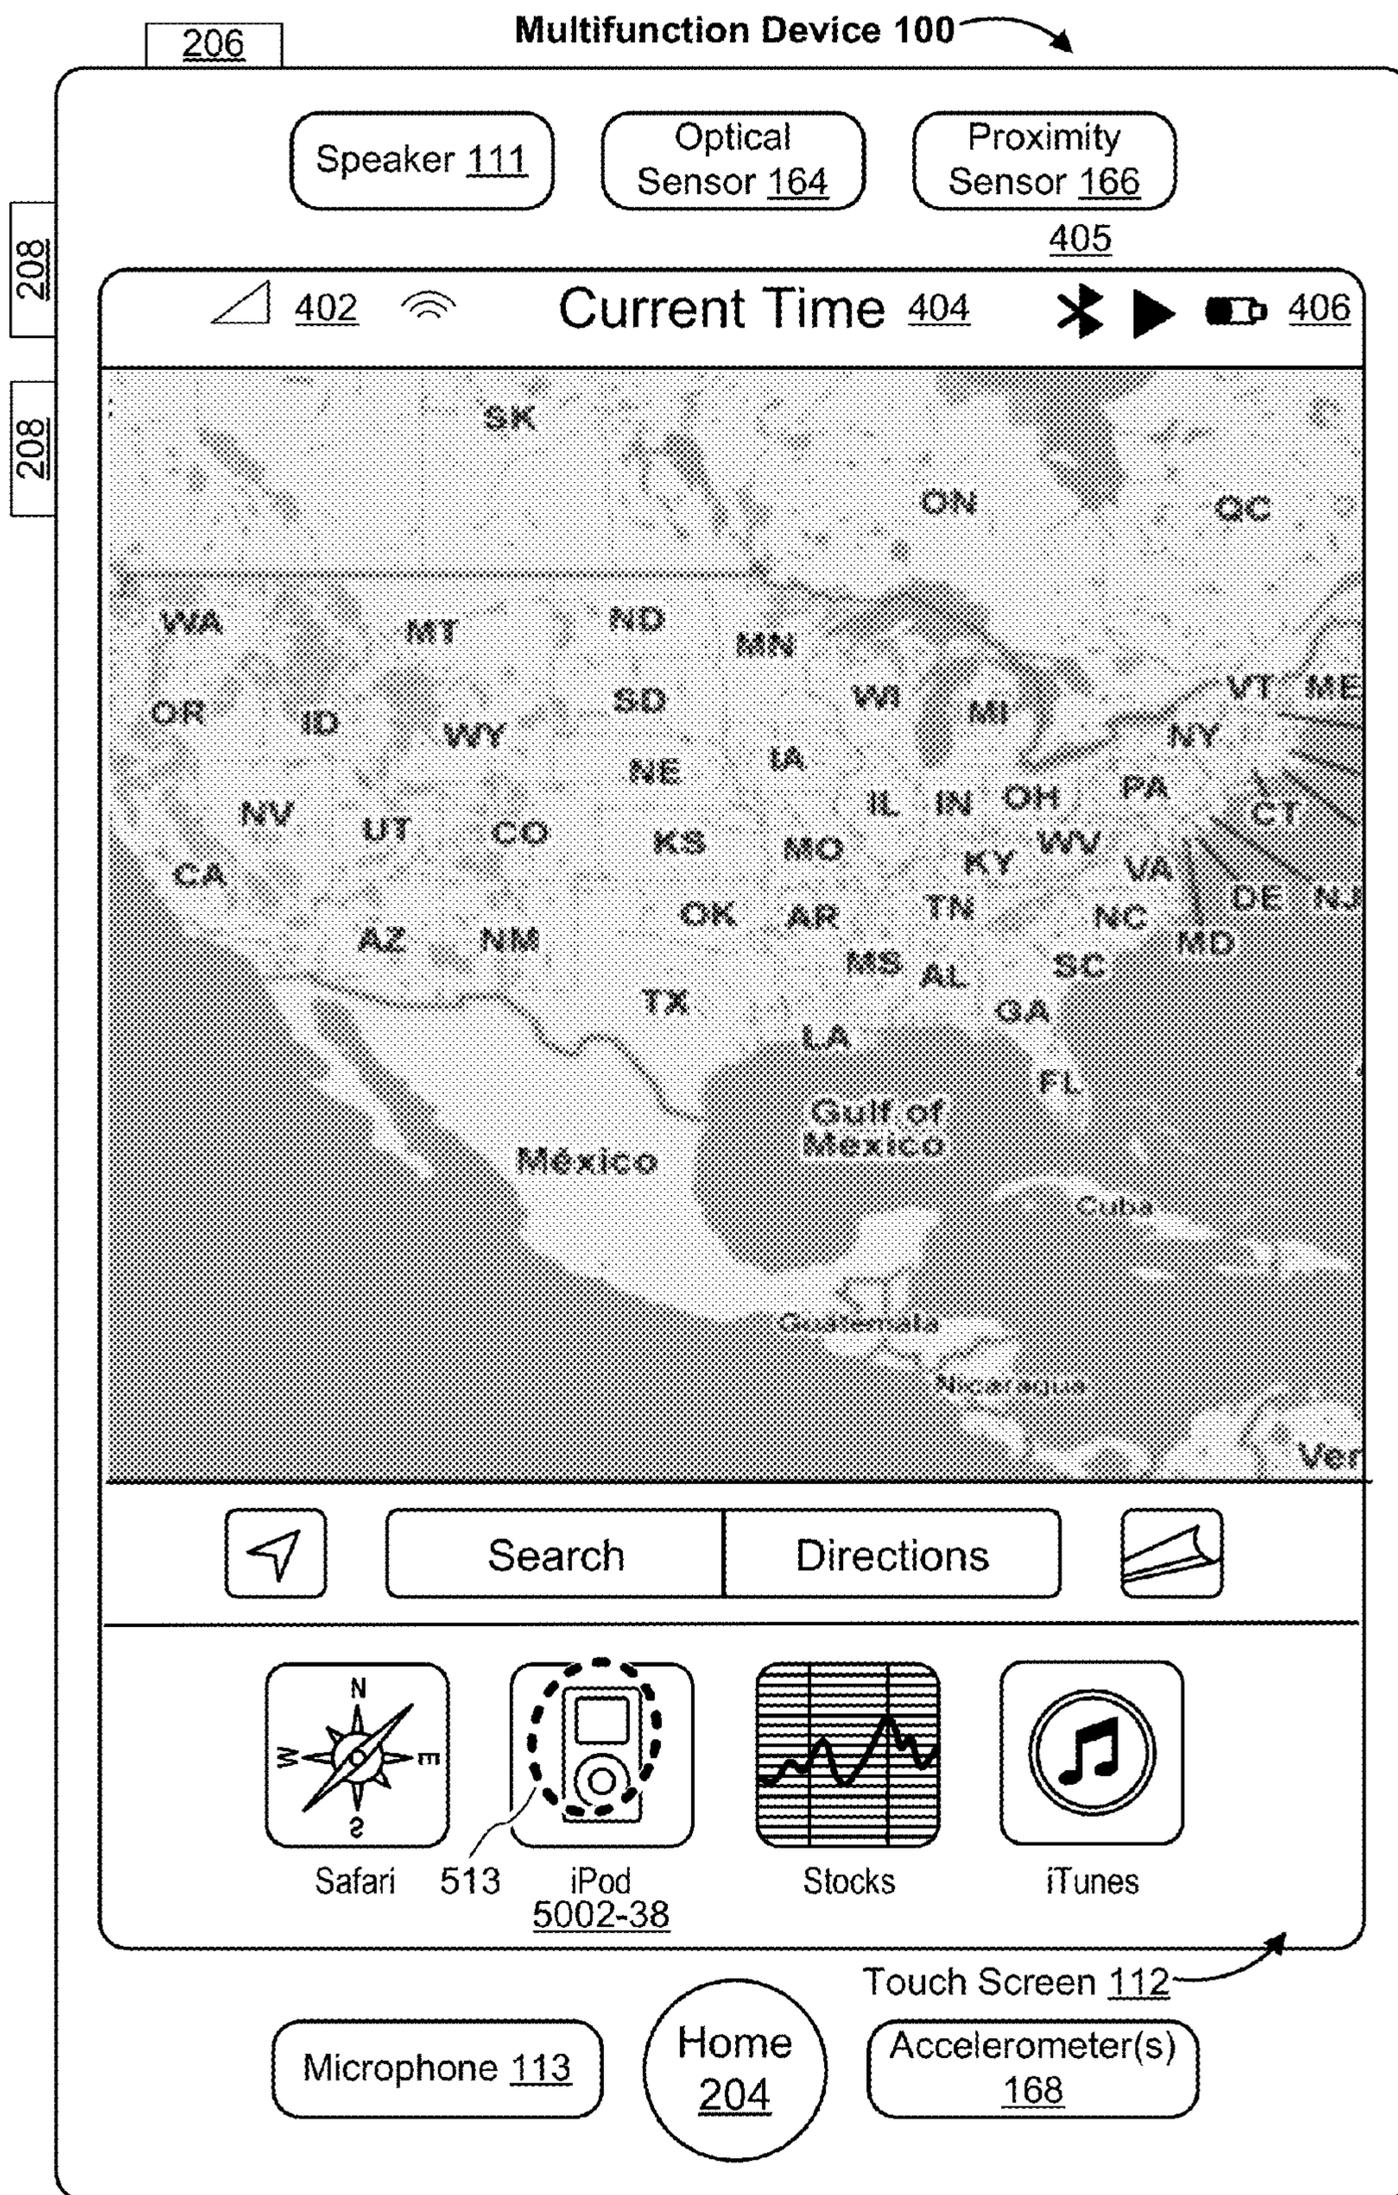 Multifunction Device 100
206
Speaker 111
Optical
Sensor 164
Proximity
Sensor 166
405
208
208
402
Current Time 404
406
SK
ON
QC
WA
MT
ND
MN
OR
ID
WY
SD
WI
MI
VT
ME
NY
NE
IA
NV
UT
CO
KS
MO
IL
IN
OH
PA
CT
CA
KY
WV
VA
AZ
NM
OK
AR
TN
NC
DE
NJ
MD
MS
AL
SC
TX
GA
LA
FL
Gulf of
Mexico
México
Cuba
Guatemala
Nicaragua
Ver
Search
Directions
N
W
E
S
Safari
513
iPod
5002-38
Stocks
iTunes
Touch Screen 112
Microphone 113
Home
204
Accelerometer(s)
168